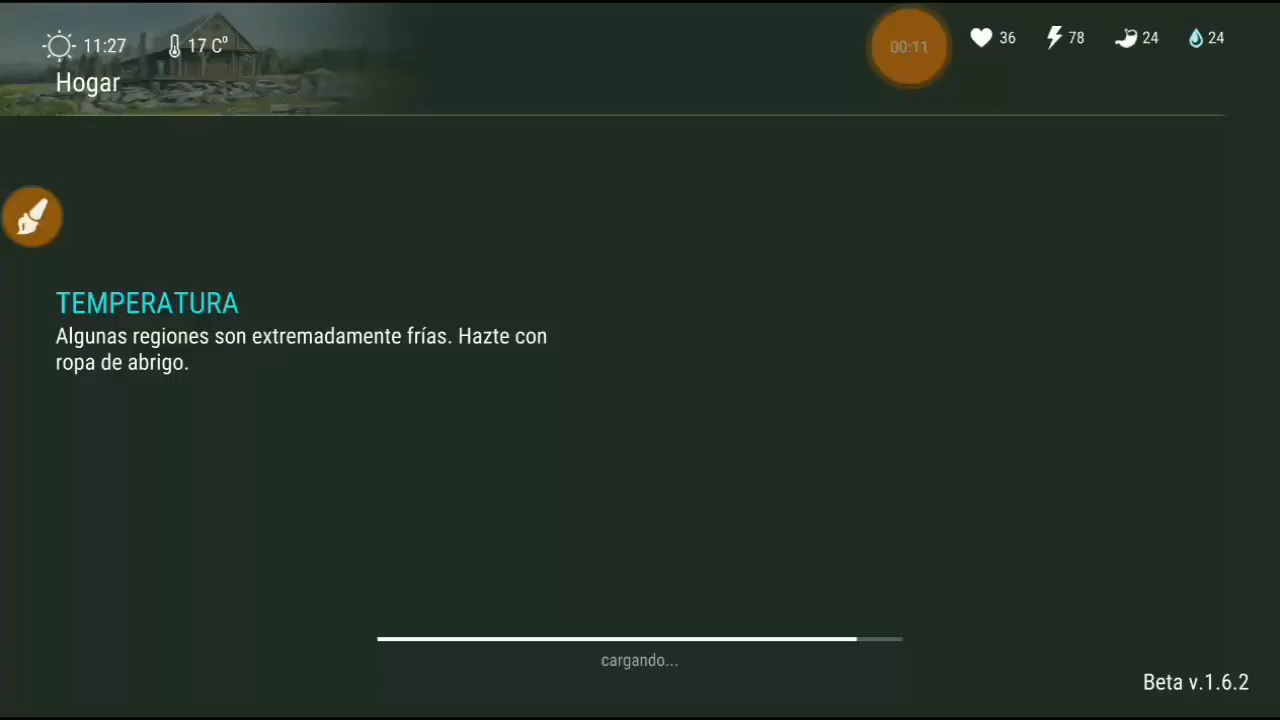 11:27 17 Cº
Hogar
00:11
36 78 24 24
TEMPERATURA
Algunas regiones son extremadamente frías. Hazte con
ropa de abrigo.
cargando...
Beta v.1.6.2